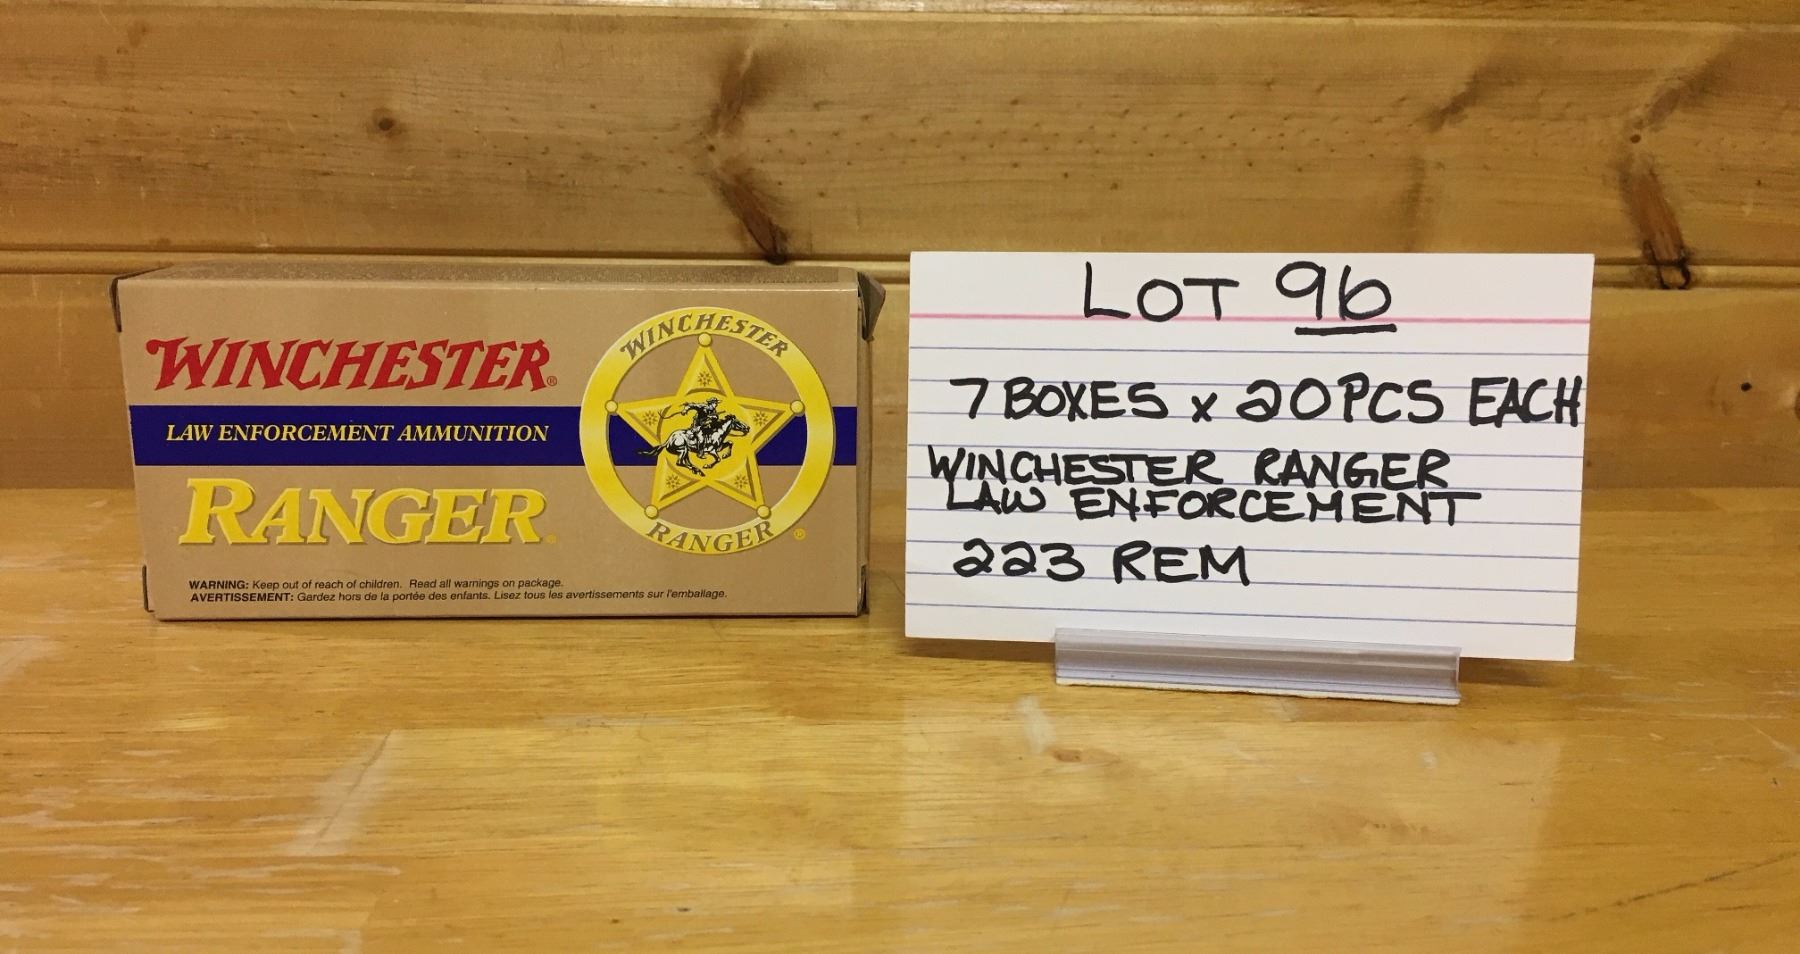 WINCHESTER®
LAW ENFORCEMENT AMMUNITION
RANGER®
WARNING: Keep out of reach of children. Read all warnings on package.
AVERTISSEMENT: Gardez hors de la portée des enfants. Lisez tous les avertissements sur l'emballage.
WINCHESTER
RANGER®
LOT 96
7 BOXES x 20 PCS EACH
WINCHESTER RANGER
LAW ENFORCEMENT
223 REM